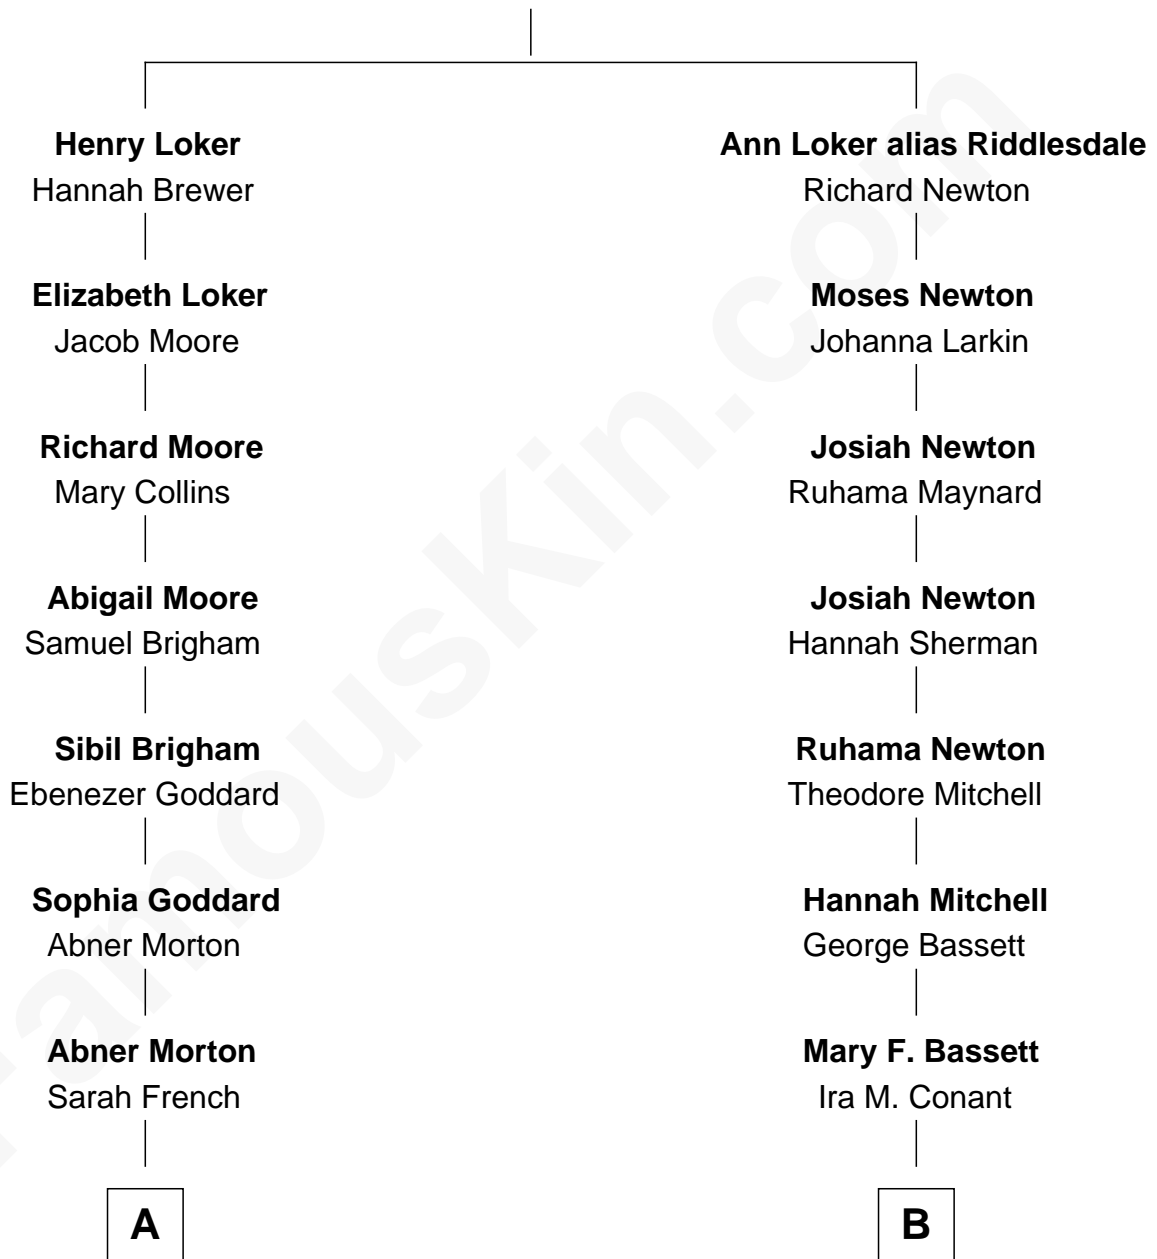 Henry Loker
Hannah Brewer
Ann Loker alias Riddlesdale
Richard Newton
Elizabeth Loker
Jacob Moore
Moses Newton
Johanna Larkin
Richard Moore
Mary Collins
Josiah Newton
Ruhama Maynard
Abigail Moore
Samuel Brigham
Josiah Newton
Hannah Sherman
Sibil Brigham
Ebenezer Goddard
Ruhama Newton
Theodore Mitchell
Sophia Goddard
Abner Morton
Hannah Mitchell
George Bassett
Abner Morton
Sarah French
Mary F. Bassett
Ira M. Conant
A
B
FamousKin.com